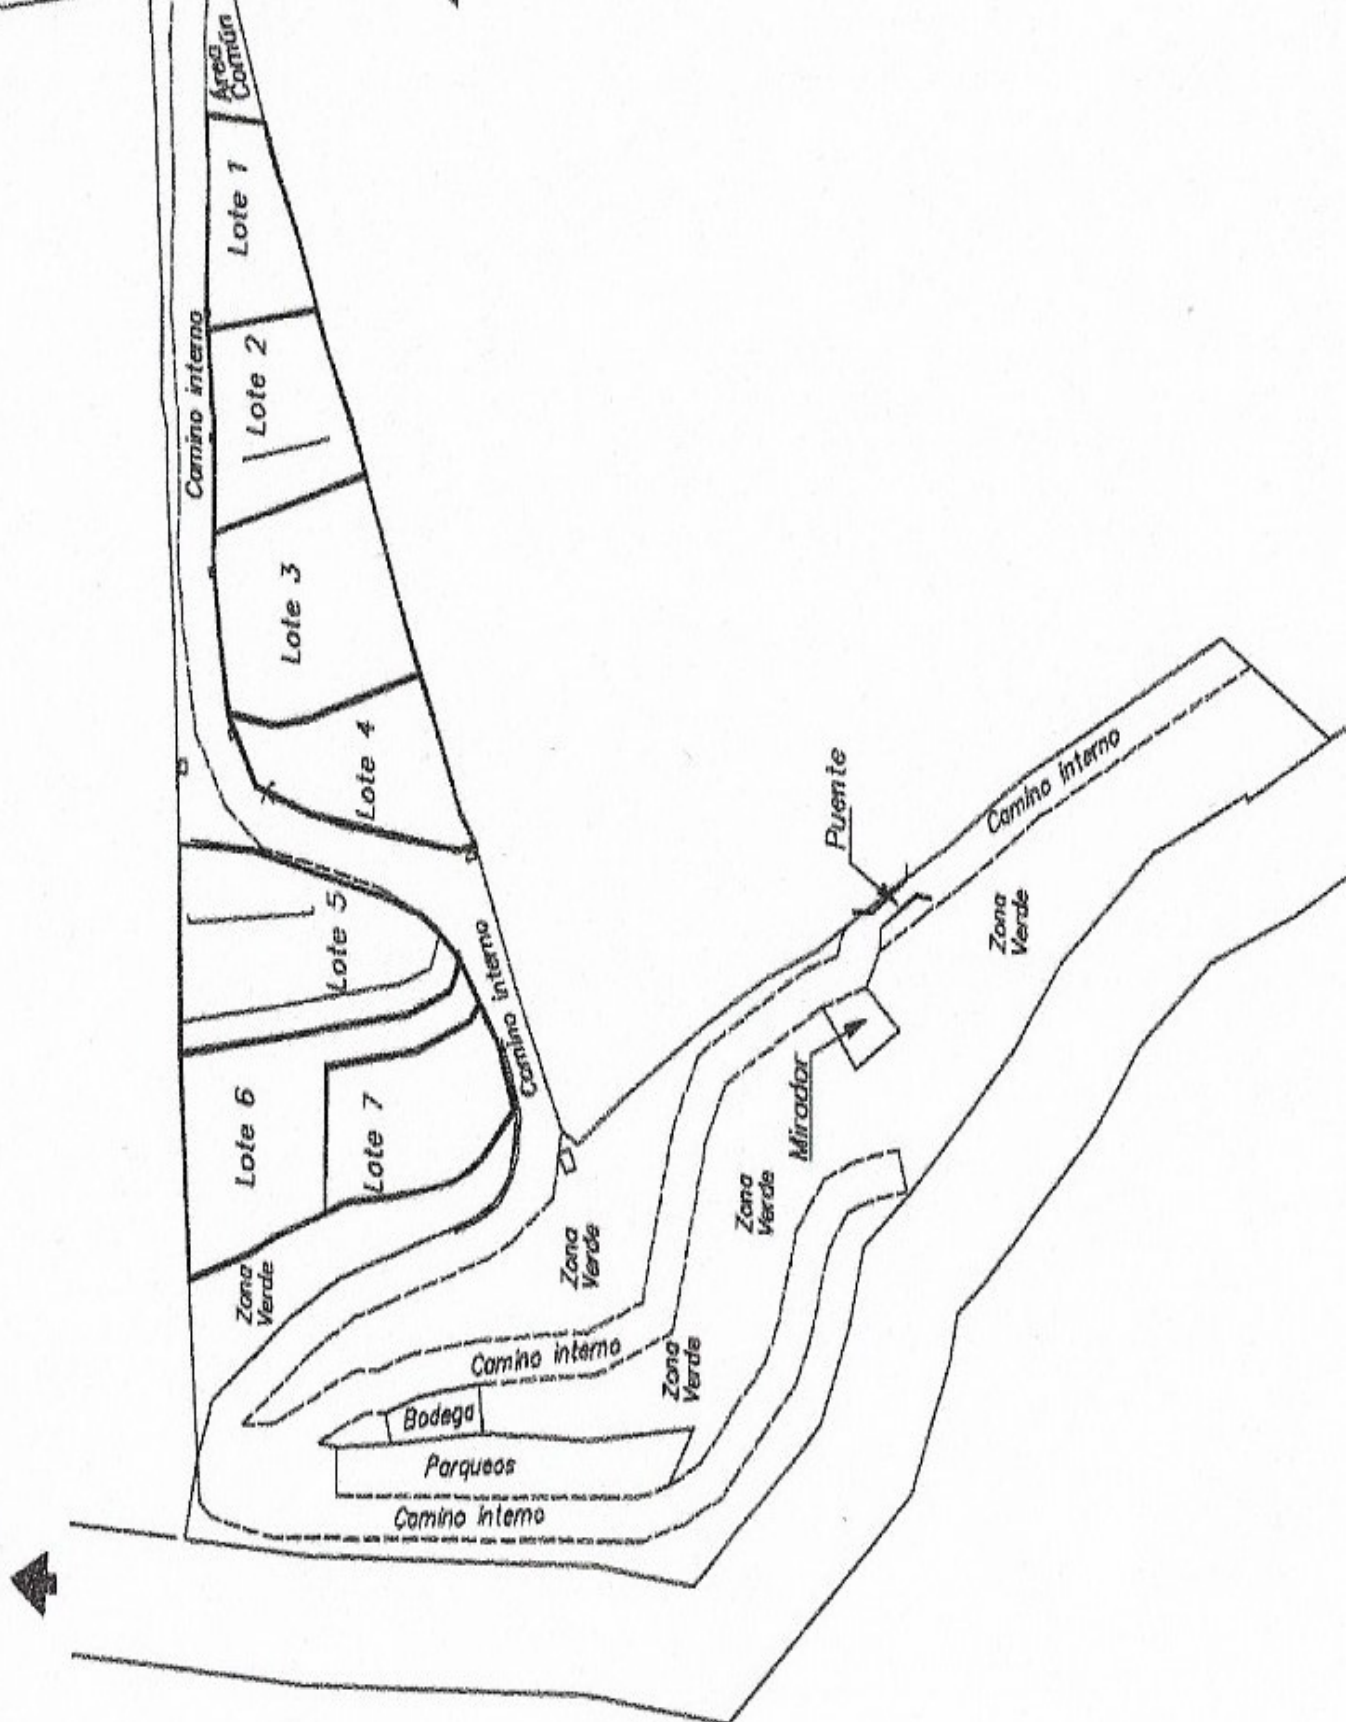 Área
Común
Lote 1
Camino interno
Lote 2
Lote 3
Lote 4
Lote 5
Camino interno
Lote 6
Lote 7
Puente
Camino interno
Zona
Verde
Mirador
Zona
Verde
Zona
Verde
Zona
Verde
Camino interno
Zona
Verde
Bodega
Parqueos
Camino interno